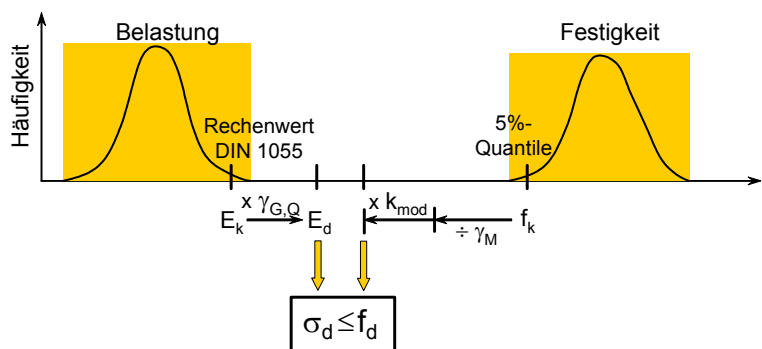 Belastung
Festigkeit
Häufigkeit
Rechenwert
DIN 1055
5%-
Quantile
x γG,Q
x kmod
Ek
Ed
fk
÷ γM
σd ≤ fd